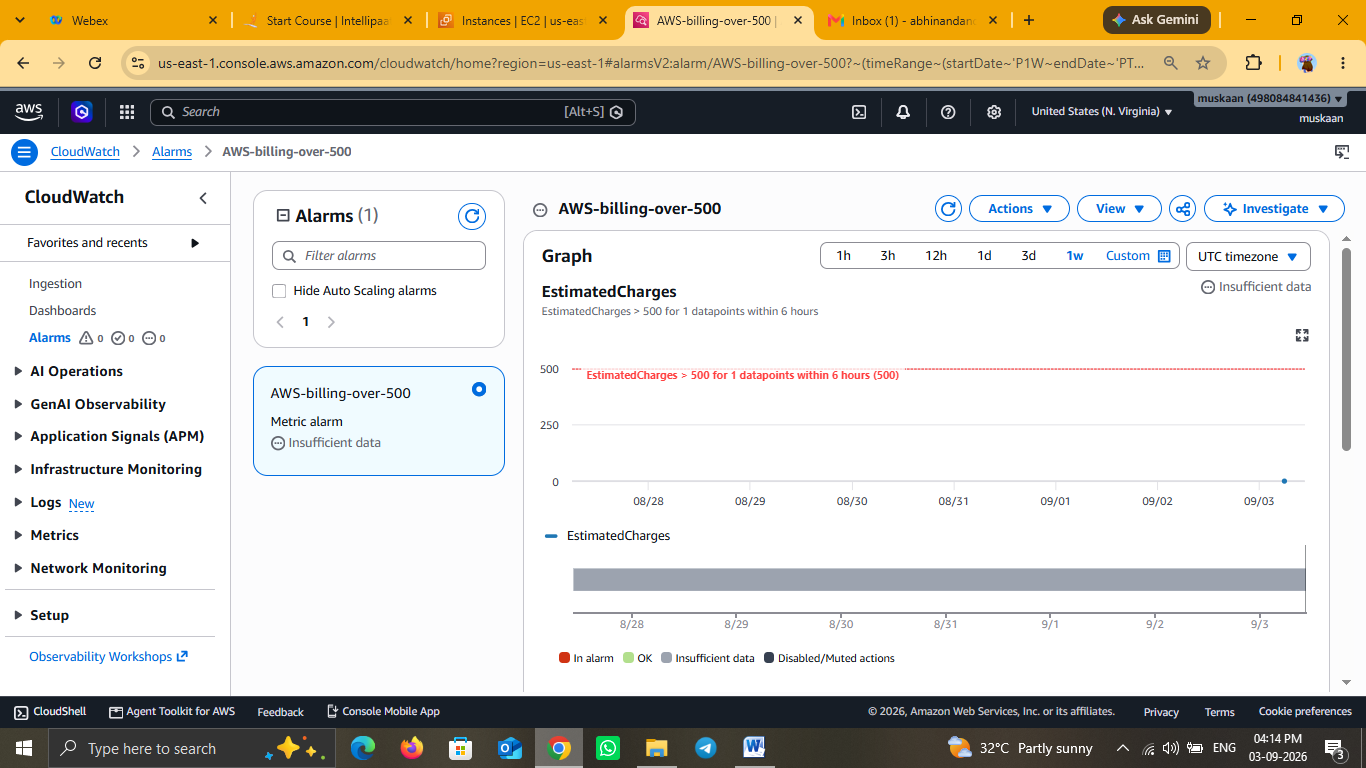 Webex
Start Course | Intellipaa
Instances | EC2 | us-eas
AWS-billing-over-500 |
Inbox (1) - abhinandan
Ask Gemini
us-east-1.console.aws.amazon.com/cloudwatch/home?region=us-east-1#alarmsV2:alarm/AWS-billing-over-500?~(timeRange~(startDate~'P1W~endDate~'PT...
aws
Search
[Alt+S]
United States (N. Virginia)
muskaan (498084841436)
muskaan
CloudWatch
Alarms
AWS-billing-over-500
CloudWatch
Favorites and recents
Ingestion
Dashboards
Alarms 0 0 0
AI Operations
GenAI Observability
Application Signals (APM)
Infrastructure Monitoring
Logs New
Metrics
Network Monitoring
Setup
Observability Workshops
Alarms (1)
Filter alarms
Hide Auto Scaling alarms
1
AWS-billing-over-500
Metric alarm
Insufficient data
AWS-billing-over-500
Actions
View
Investigate
Graph
1h 3h 12h 1d 3d 1w Custom
UTC timezone
Insufficient data
EstimatedCharges
EstimatedCharges > 500 for 1 datapoints within 6 hours
500
EstimatedCharges > 500 for 1 datapoints within 6 hours (500)
250
0
08/28 08/29 08/30 08/31 09/01 09/02 09/03
EstimatedCharges
8/28 8/29 8/30 8/31 9/1 9/2 9/3
In alarm OK Insufficient data Disabled/Muted actions
CloudShell
Agent Toolkit for AWS
Feedback
Console Mobile App
© 2026, Amazon Web Services, Inc. or its affiliates.
Privacy
Terms
Cookie preferences
Type here to search
32°C Partly sunny
ENG
04:14 PM
03-09-2026
3